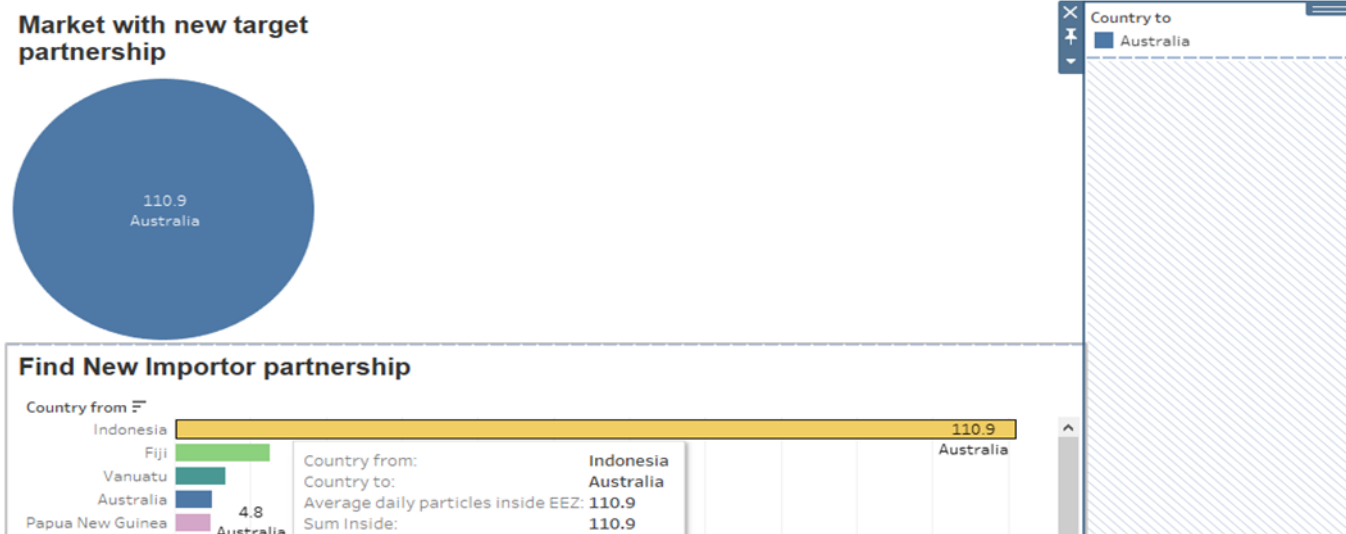 Market with new target
partnership
110.9
Australia
Country to
Australia
Find New Importor partnership
Country from
Indonesia
110.9
Australia
Fiji
Vanuatu
Australia
4.8
Australia
Papua New Guinea
Country from: Indonesia
Country to: Australia
Average daily particles inside EEZ: 110.9
Sum Inside: 110.9